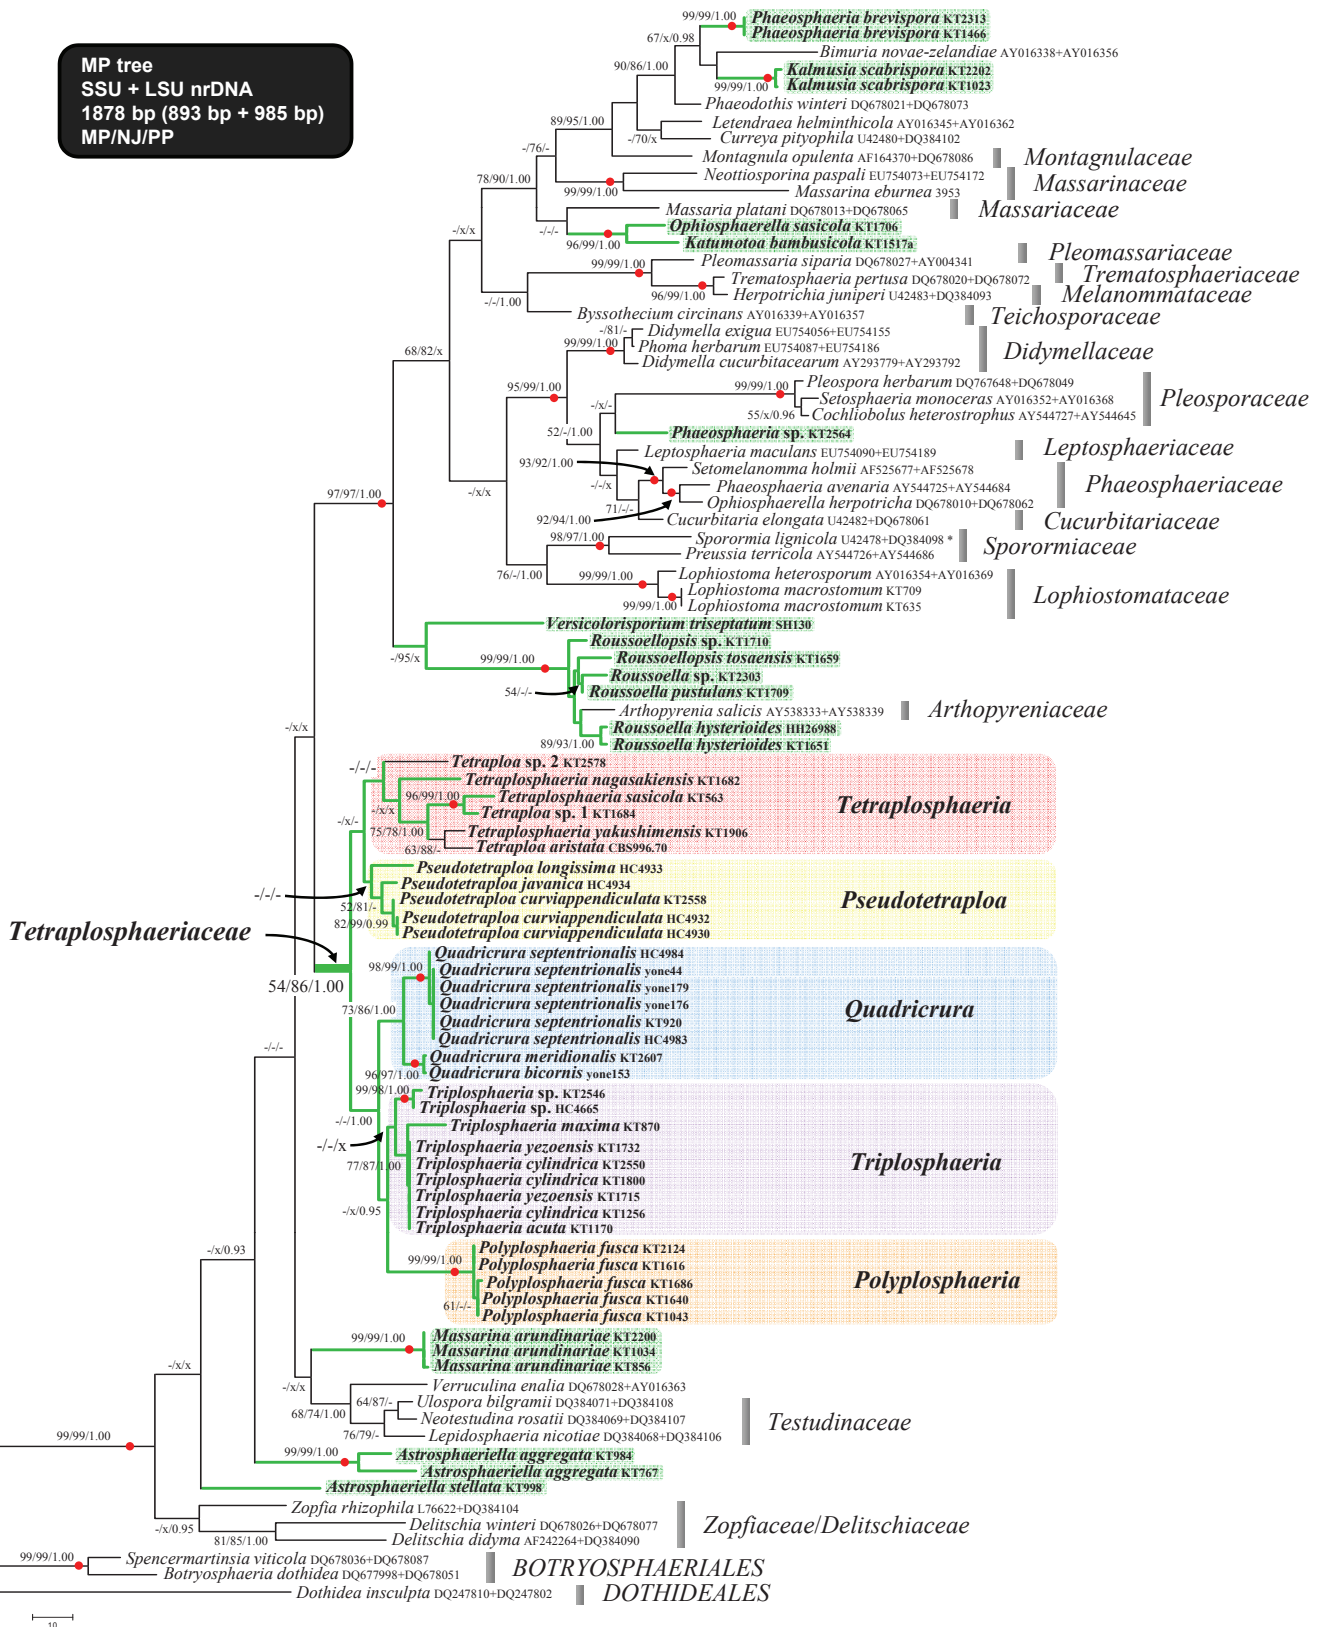 MP tree
SSU + LSU nrDNA
1878 bp (893 bp + 985 bp)
MP/NJ/PP
99/99/1.00
Phaeosphaeria brevispora KT2313
Phaeosphaeria brevispora KT1466
67/x/0.98
Bimuria novae-zelandiae AY016338+AY016356
90/86/1.00
Kalmusia scabrispora KT2202
99/99/1.00
Kalmusia scabrispora KT1023
Phaeodothis winteri DQ678021+DQ678073
89/95/1.00
Letendraea helminthicola AY016345+AY016362
-/70/x
Curreya pityophila U42480+DQ384102
-/76/-
Montagnula opulenta AF164370+DQ678086
Montagnulaceae
78/90/1.00
Neottiosporina paspali EU754073+EU754172
99/99/1.00
Massarina eburnea 3953
Massarinaceae
Massaria platani DQ678013+DQ678065
Massariaceae
-/x/x
-/-/-
Ophiosphaerella sasicola KT1706
96/99/1.00
Katumotoa bambusicola KT1517a
Pleomassaria siparia DQ678027+AY004341
Pleomassariaceae
99/99/1.00
Trematosphaeria pertusa DQ678020+DQ678072
Trematosphaeriaceae
96/99/1.00
Herpotrichia juniperi U42483+DQ384093
Melanommataceae
-/-/1.00
Byssothecium circinans AY016339+AY016357
Teichosporaceae
-/81/-
Didymella exigua EU754056+EU754155
99/99/1.00
Phoma herbarum EU754087+EU754186
Didymellaceae
68/82/x
Didymella cucurbitacearum AY293779+AY293792
95/99/1.00
99/99/1.00
Pleospora herbarum DQ767648+DQ678049
Setosphaeria monoceras AY016352+AY016368
Pleosporaceae
-/x/-
55/x/0.96
Cochliobolus heterostrophus AY544727+AY544645
52/-/1.00
Phaeosphaeria sp. KT2564
Leptosphaeria maculans EU754090+EU754189
Leptosphaeriaceae
93/92/1.00
Setomelanomma holmii AF525677+AF525678
-/-/x
Phaeosphaeria avenaria AY544725+AY544684
Phaeosphaeriaceae
-/x/x
97/97/1.00
Ophiosphaerella herpotricha DQ678010+DQ678062
71/-/-
92/94/1.00
Cucurbitaria elongata U42482+DQ678061
Cucurbitariaceae
98/97/1.00
Sporormia lignicola U42478+DQ384098 *
Sporormiaceae
Preussia terricola AY544726+AY544686
76/-/1.00
99/99/1.00
Lophiostoma heterosporum AY016354+AY016369
Lophiostoma macrostomum KT709
Lophiostomataceae
99/99/1.00
Lophiostoma macrostomum KT635
Versicolorisporium triseptatum SH130
-/95/x
Roussoellopsis sp. KT1710
99/99/1.00
Roussoellopsis tosaensis KT1659
Roussoella sp. KT2303
54/-/-
Roussoella pustulans KT1709
Arthopyrenia salicis AY538333+AY538339
Arthopyreniaceae
-/x/x
Roussoella hysterioides HH26988
89/93/1.00
Roussoella hysterioides KT1651
-/-/-
Tetraploa sp. 2 KT2578
Tetraplosphaeria nagasakiensis KT1682
96/99/1.00
Tetraplosphaeria sasicola KT563
Tetraplosphaeria
-/x/x
Tetraploa sp. 1 KT1684
-/x/-
75/78/1.00
Tetraplosphaeria yakushimensis KT1906
63/88/-
Tetraploa aristata CBS996.70
Pseudotetraploa longissima HC4933
Pseudotetraploa javanica HC4934
-/-/-
Pseudotetraploa curviappendiculata KT2558
Pseudotetraploa
52/81/-
Pseudotetraploa curviappendiculata HC4932
82/99/0.99
Pseudotetraploa curviappendiculata HC4930
Tetraplosphaeriaceae
54/86/1.00
Quadricrura septentrionalis HC4984
98/99/1.00
Quadricrura septentrionalis yone44
Quadricrura septentrionalis yone179
Quadricrura septentrionalis yone176
Quadricrura
73/86/1.00
Quadricrura septentrionalis KT920
Quadricrura septentrionalis HC4983
-/-/-
Quadricrura meridionalis KT2607
96/97/1.00
Quadricrura bicornis yone153
99/98/1.00
Triplosphaeria sp. KT2546
Triplosphaeria sp. HC4665
-/-/1.00
Triplosphaeria maxima KT870
-/-/x
Triplosphaeria yezoensis KT1732
77/87/1.00
Triplosphaeria cylindrica KT2550
Triplosphaeria
Triplosphaeria cylindrica KT1800
Triplosphaeria yezoensis KT1715
-/x/0.95
Triplosphaeria cylindrica KT1256
Triplosphaeria acuta KT1170
-/x/0.93
Polyplosphaeria fusca KT2124
99/99/1.00
Polyplosphaeria fusca KT1616
Polyplosphaeria fusca KT1686
Polyplosphaeria
Polyplosphaeria fusca KT1640
61/-/-
Polyplosphaeria fusca KT1043
99/99/1.00
Massarina arundinariae KT2200
Massarina arundinariae KT1034
Massarina arundinariae KT856
-/x/x
-/x/x
Verruculina enalia DQ678028+AY016363
64/87/-
Ulospora bilgramii DQ384071+DQ384108
68/74/1.00
Neotestudina rosatii DQ384069+DQ384107
Testudinaceae
76/79/-
Lepidosphaeria nicotiae DQ384068+DQ384106
99/99/1.00
99/99/1.00
Astrosphaeriella aggregata KT984
Astrosphaeriella aggregata KT767
Astrosphaeriella stellata KT998
Zopfia rhizophila L76622+DQ384104
-/x/0.95
Delitschia winteri DQ678026+DQ678077
Zopfiaceae/Delitschiaceae
81/85/1.00
Delitschia didyma AF242264+DQ384090
99/99/1.00
Spencermartinsia viticola DQ678036+DQ678087
BOTRYOSPHAERIALES
Botryosphaeria dothidea DQ677998+DQ678051
Dothidea insculpta DQ247810+DQ247802
DOTHIDEALES
10